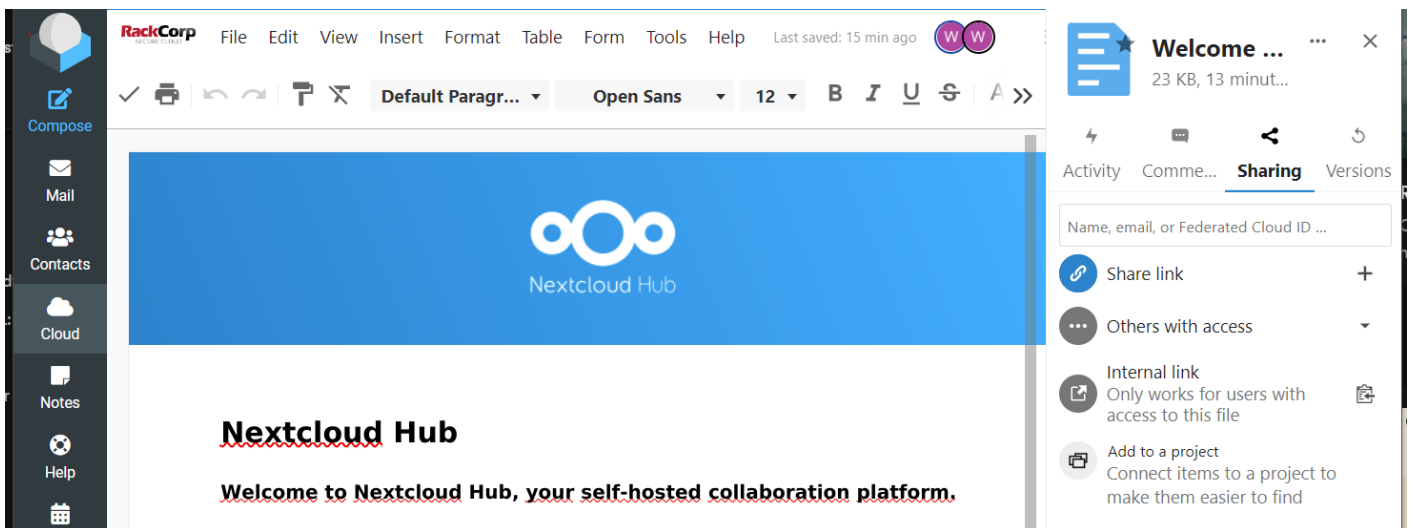 Compose
Mail
Contacts
Cloud
Notes
Help
RackCorp
SECURE CLOUD
File Edit View Insert Format Table Form Tools Help Last saved: 15 min ago W W
Default Paragr... Open Sans 12 B I U S A
Nextcloud Hub
Nextcloud Hub
Welcome to Nextcloud Hub, your self-hosted collaboration platform.
Welcome ...
23 KB, 13 minut...
Activity Comme... Sharing Versions
Name, email, or Federated Cloud ID ...
Share link
Others with access
Internal link
Only works for users with
access to this file
Add to a project
Connect items to a project to
make them easier to find